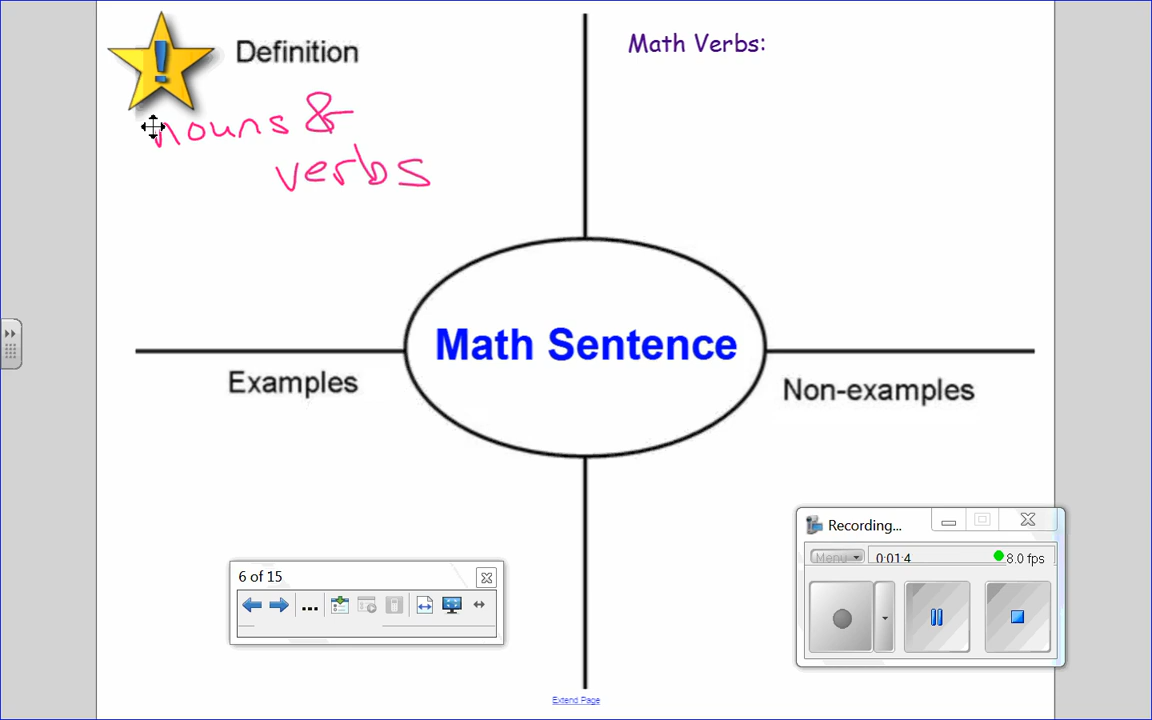 Definition
nouns &
verbs
Math Verbs:
Math Sentence
Examples
Non-examples
6 of 15
...
Recording...
Menu
0:01:4
8.0 fps
Extend Page